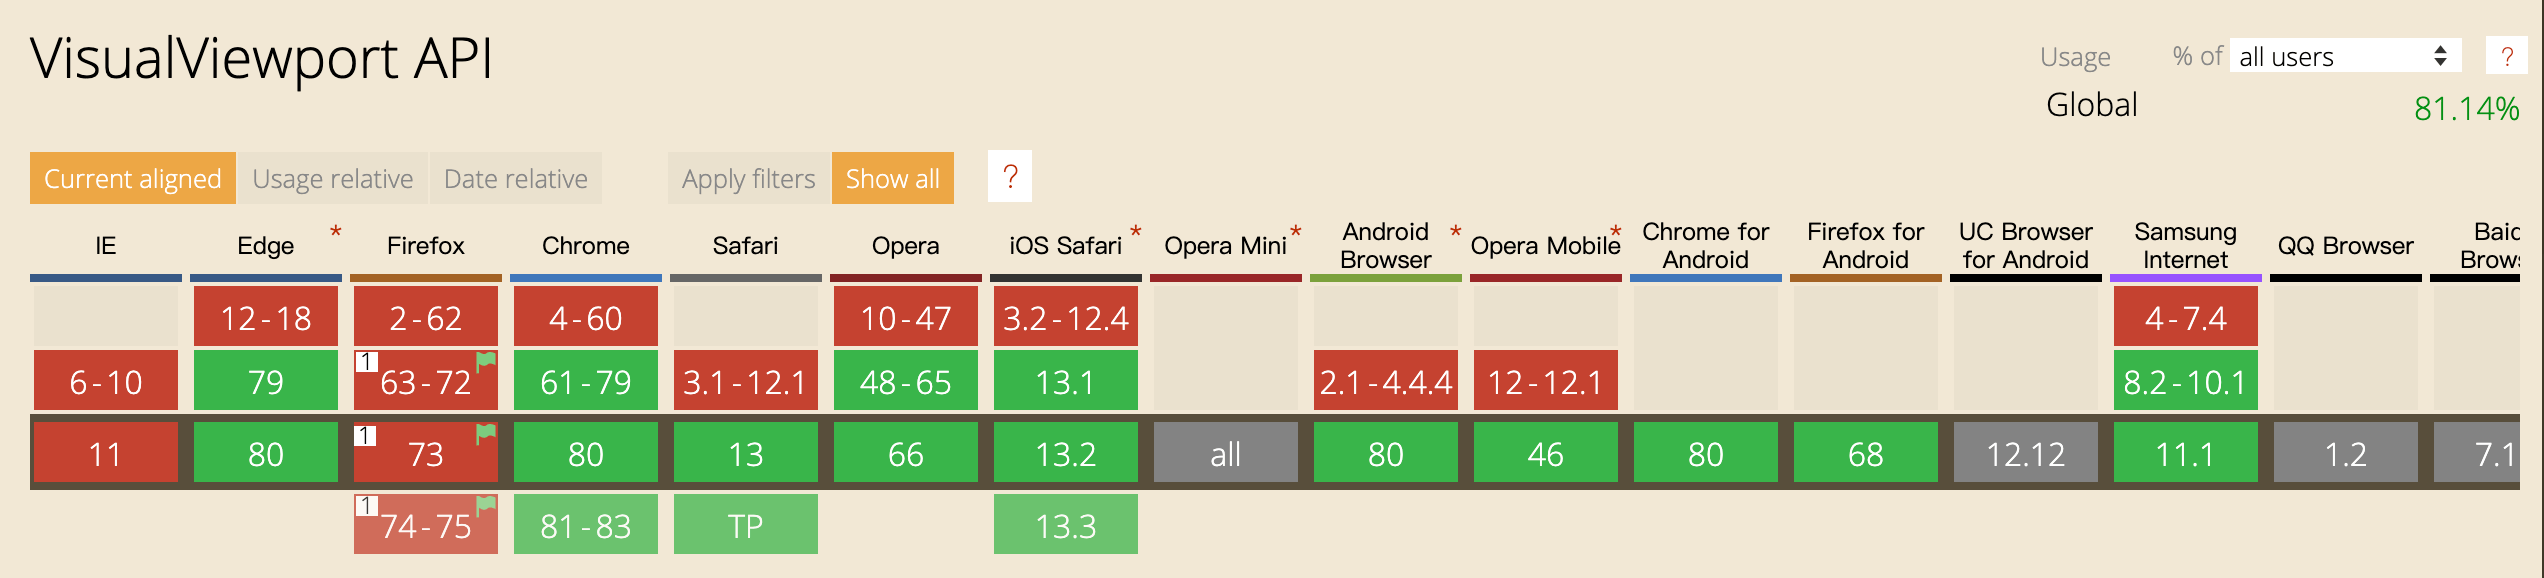 VisualViewport API
Usage % of all users ?
Global 81.14%
Current aligned Usage relative Date relative Apply filters Show all ?
IE Edge * Firefox Chrome Safari Opera iOS Safari * Opera Mini * Android Browser * Opera Mobile * Chrome for Android Firefox for Android UC Browser for Android Samsung Internet QQ Browser
12-18 2-62 4-60 10-47 3.2-12.4 4-7.4
6-10 79 1 63-72 61-79 3.1-12.1 48-65 13.1 2.1-4.4.4 12-12.1 8.2-10.1
11 80 1 73 80 13 66 13.2 all 80 46 80 68 12.12 11.1 1.2 7.1
1 74-75 81-83 TP 13.3